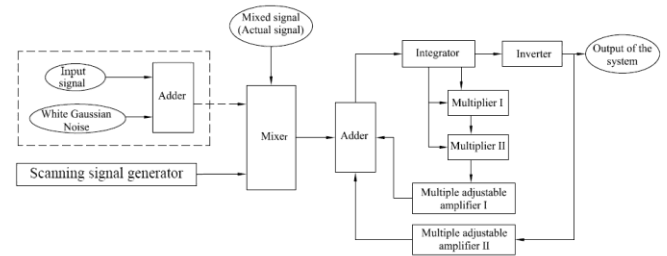 Mixed signal
(Actual signal)
Input
signal
White Gaussian
Noise
Adder
Scanning signal generator
Mixer
Adder
Integrator
Inverter
Output of the
system
Multiplier I
Multiplier II
Multiple adjustable
amplifier I
Multiple adjustable
amplifier II